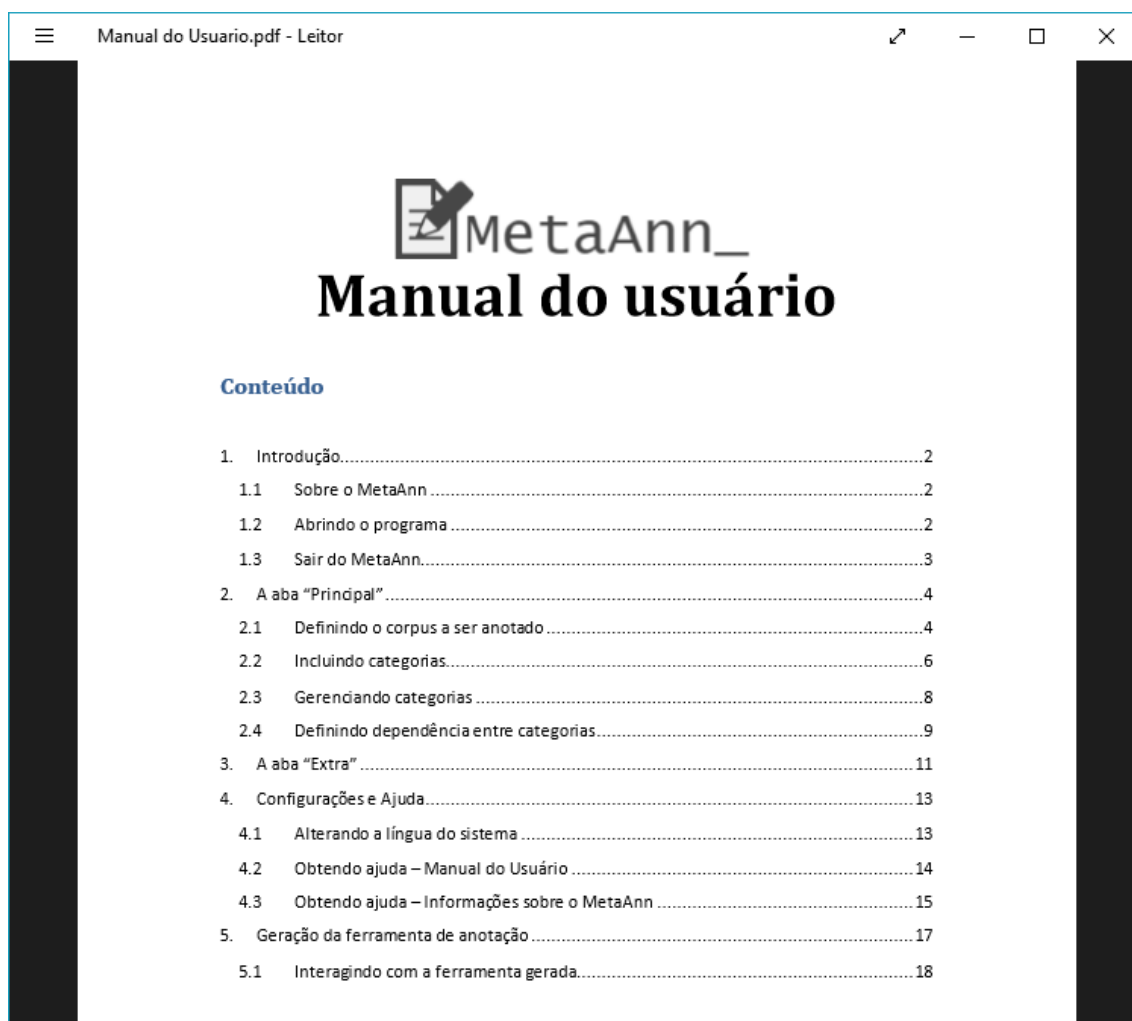 Manual do Usuario.pdf - Leitor
MetaAnn_
Manual do usuário
Conteúdo
1. Introdução....................2
1.1 Sobre o MetaAnn....................2
1.2 Abrindo o programa....................2
1.3 Sair do MetaAnn....................3
2. A aba “Principal”....................4
2.1 Definindo o corpus a ser anotado....................4
2.2 Incluindo categorias....................6
2.3 Gerenciando categorias....................8
2.4 Definindo dependência entre categorias....................9
3. A aba “Extra”....................11
4. Configurações e Ajuda....................13
4.1 Alterando a língua do sistema....................13
4.2 Obtendo ajuda – Manual do Usuário....................14
4.3 Obtendo ajuda – Informações sobre o MetaAnn....................15
5. Geração da ferramenta de anotação....................17
5.1 Interagindo com a ferramenta gerada....................18